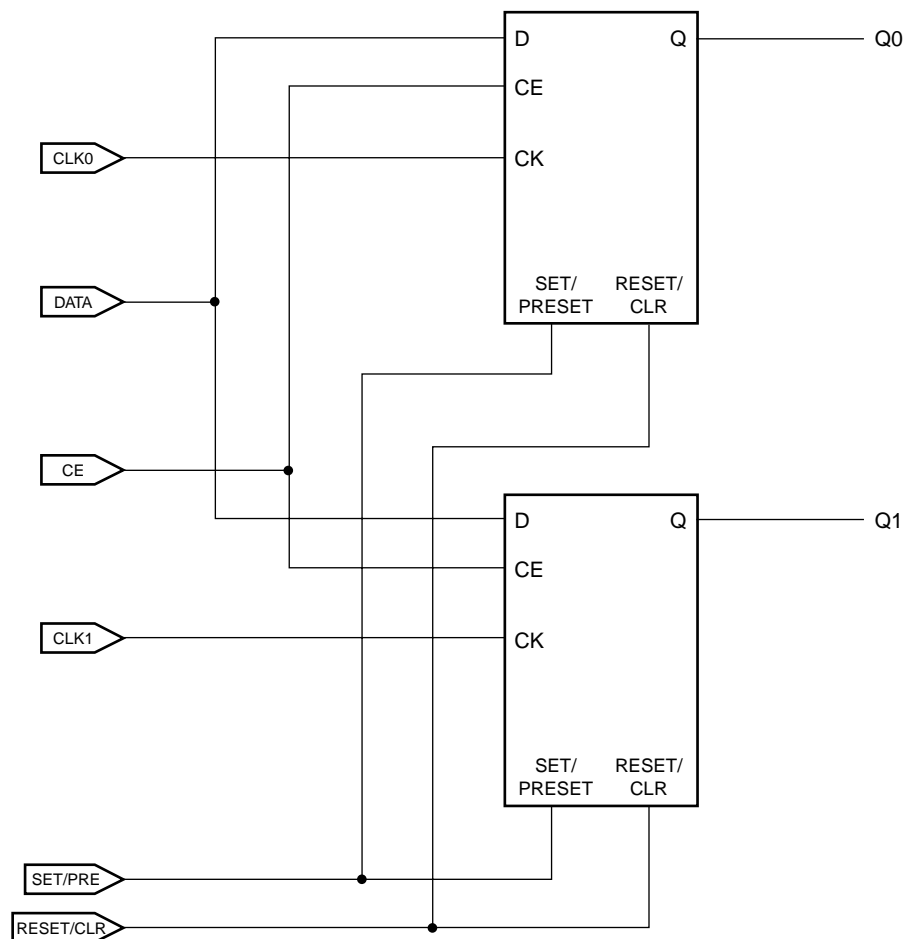 D Q Q0
CE
CLK0 CK
SET/ RESET/
PRESET CLR
DATA
CE
D Q Q1
CE
CLK1 CK
SET/ RESET/
PRESET CLR
SET/PRE
RESET/CLR